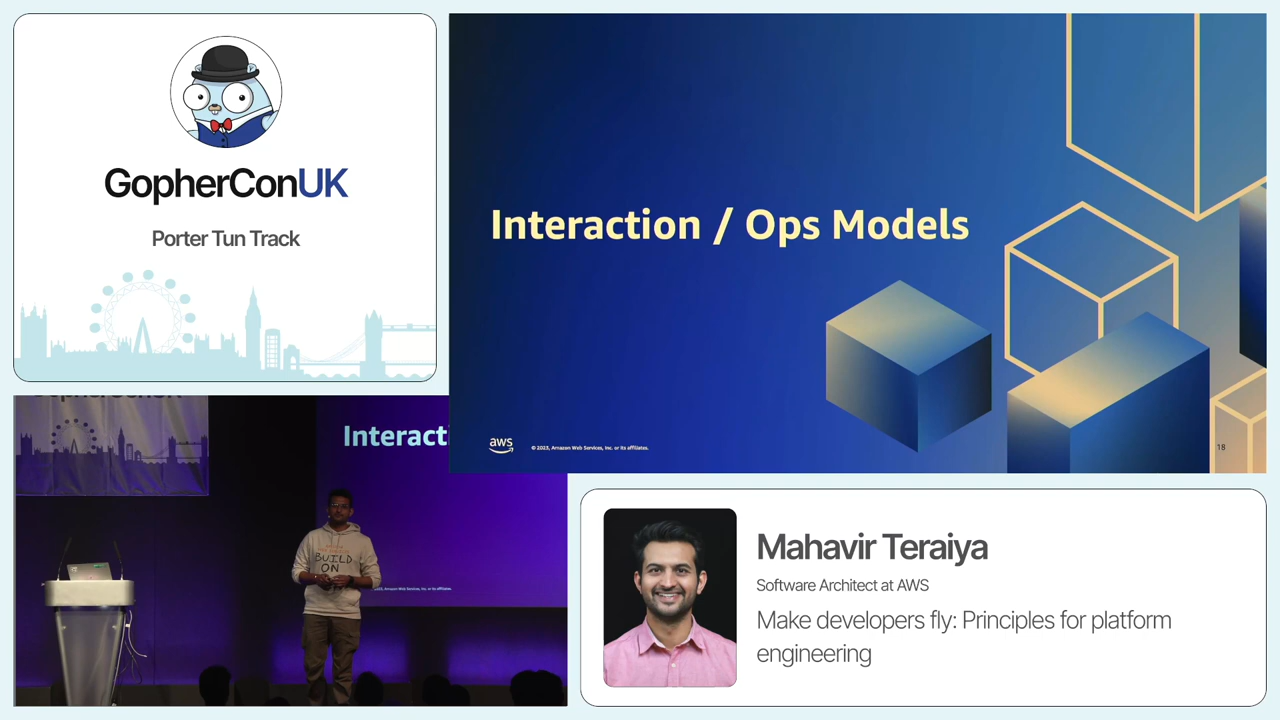 GopherConUK
Porter Tun Track
Interaction / Ops Models
aws
© 2023, Amazon Web Services, Inc. or its affiliates.
18
Interacti
BUILD
ON
Mahavir Teraiya
Software Architect at AWS
Make developers fly: Principles for platform
engineering